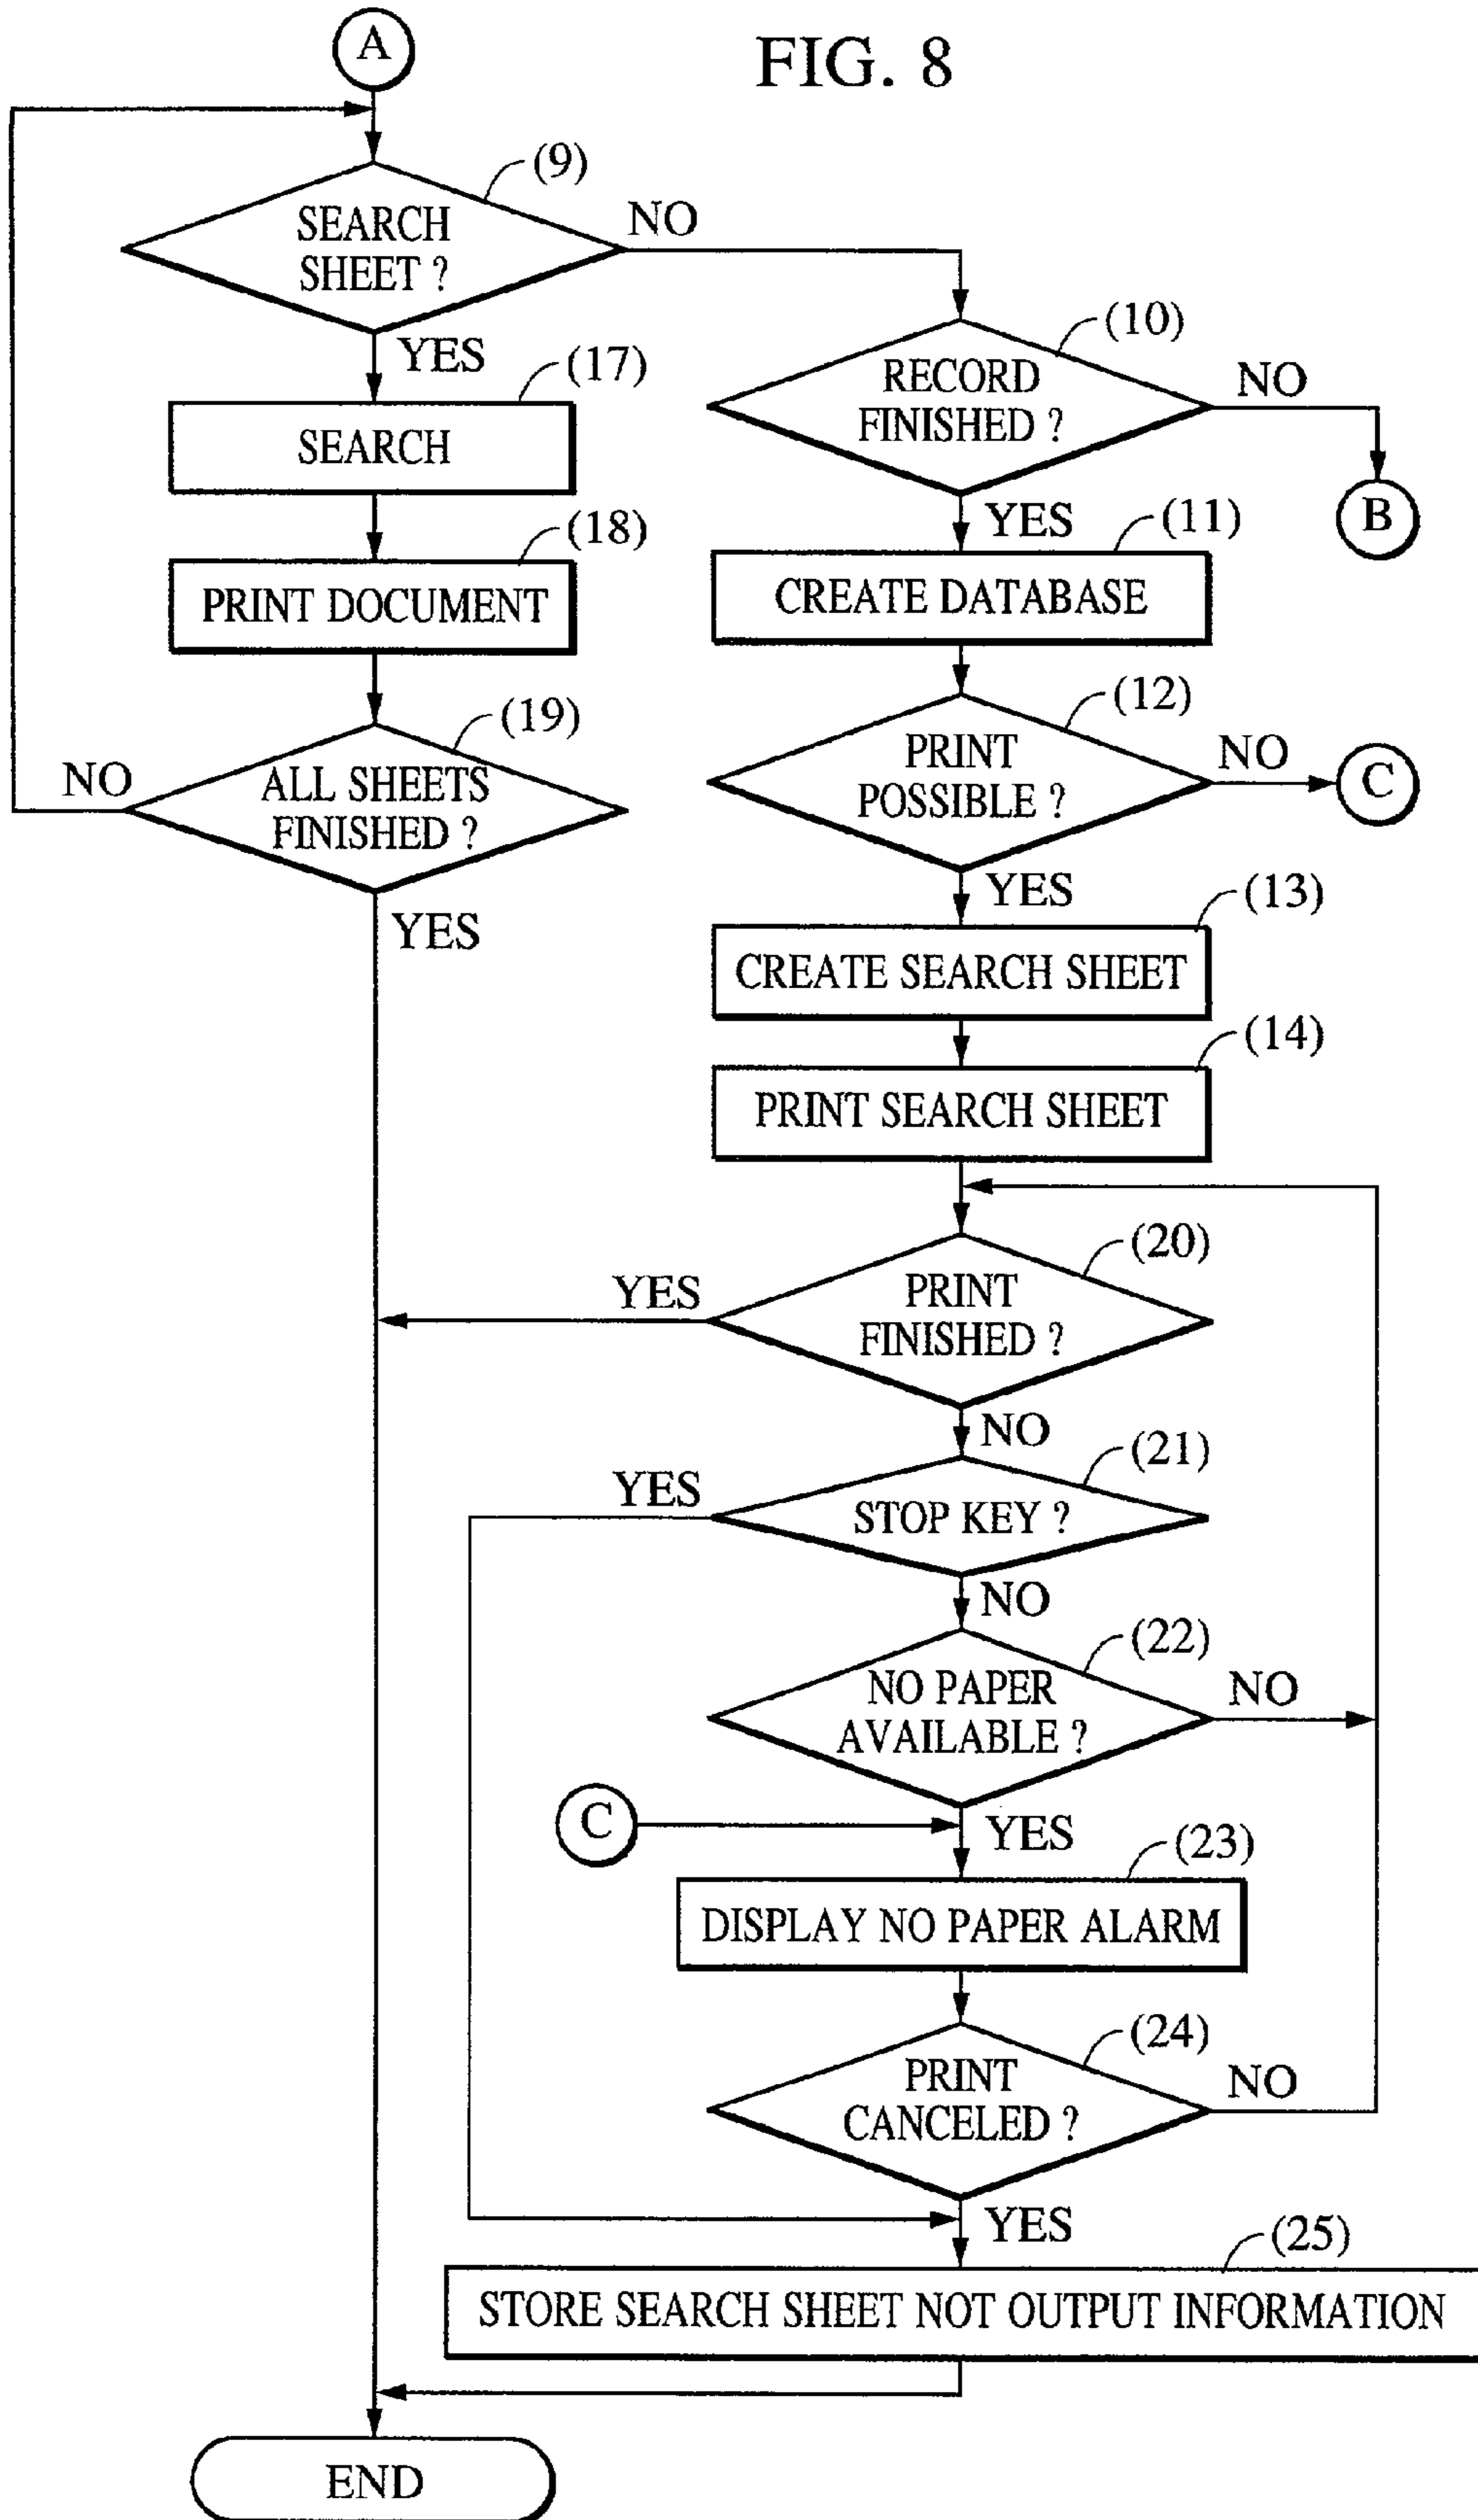 FIG. 8
A
(9)
SEARCH
SHEET ?
NO
YES
(10)
RECORD
FINISHED ?
NO
B
YES
(17)
SEARCH
(18)
PRINT DOCUMENT
(19)
ALL SHEETS
FINISHED ?
NO
YES
(11)
CREATE DATABASE
(12)
PRINT
POSSIBLE ?
NO
C
YES
(13)
CREATE SEARCH SHEET
(14)
PRINT SEARCH SHEET
(20)
PRINT
FINISHED ?
YES
NO
(21)
STOP KEY ?
YES
NO
(22)
NO PAPER
AVAILABLE ?
NO
C
YES
(23)
DISPLAY NO PAPER ALARM
(24)
PRINT
CANCELED ?
NO
YES
(25)
STORE SEARCH SHEET NOT OUTPUT INFORMATION
END